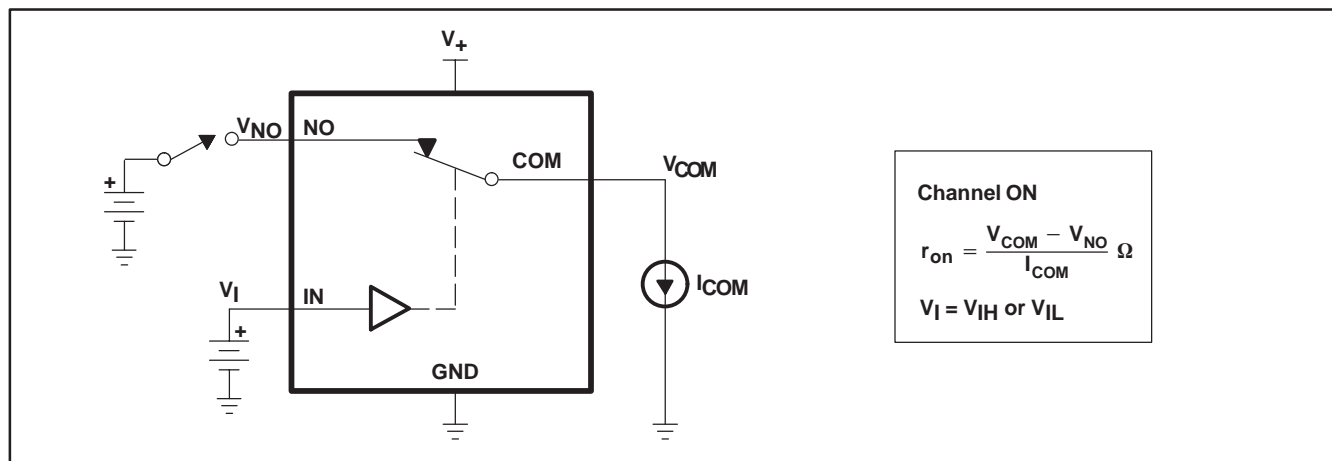 V+
VNO
NO
COM
VCOM
+
ICOM
VI
IN
+
GND
Channel ON
ron = VCOM − VNO / ICOM Ω
VI = VIH or VIL